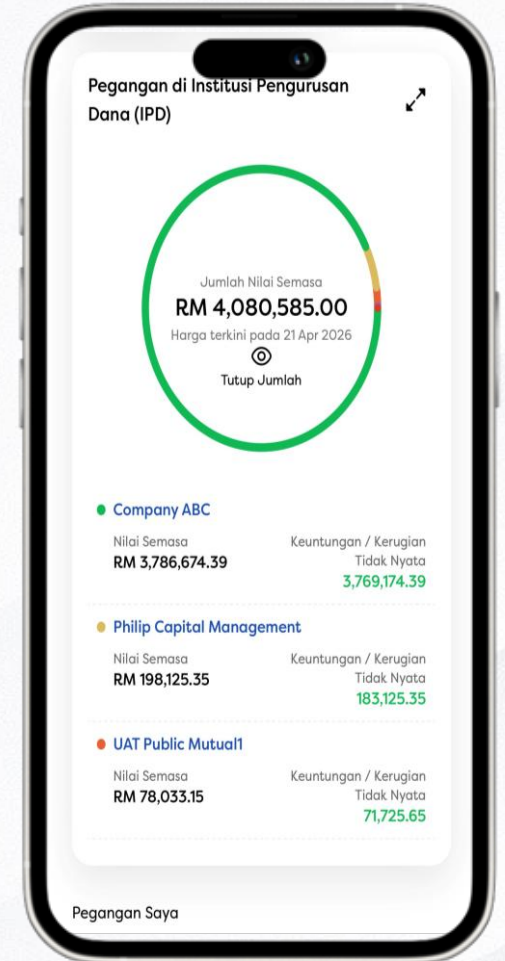 Pegangan di Institusi Pengurusan
Dana (IPD)
Jumlah Nilai Semasa
RM 4,080,585.00
Harga terkini pada 21 Apr 2026
Tutup Jumlah
Company ABC
Nilai Semasa
RM 3,786,674.39
Keuntungan / Kerugian
Tidak Nyata
3,769,174.39
Philip Capital Management
Nilai Semasa
RM 198,125.35
Keuntungan / Kerugian
Tidak Nyata
183,125.35
UAT Public Mutual1
Nilai Semasa
RM 78,033.15
Keuntungan / Kerugian
Tidak Nyata
71,725.65
Pegangan Saya